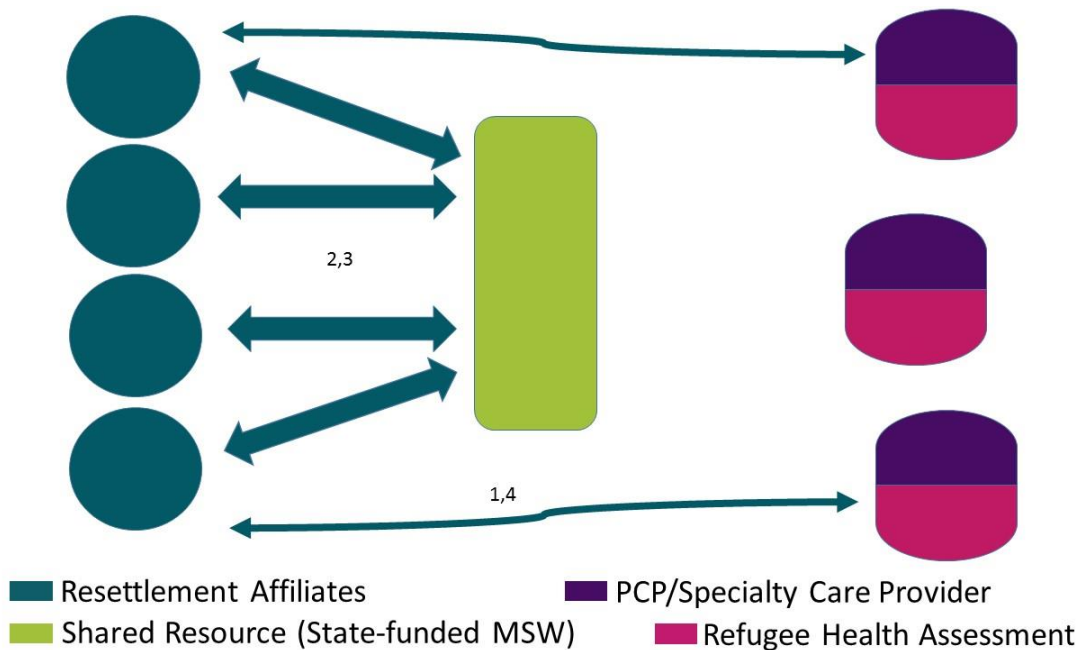 2,3
1,4
Resettlement Affiliates
PCP/Specialty Care Provider
Shared Resource (State-funded MSW)
Refugee Health Assessment